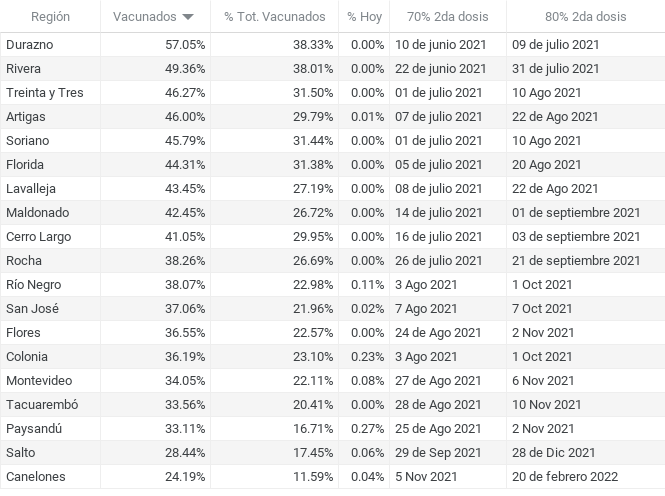 Región Vacunados % Tot. Vacunados % Hoy 70% 2da dosis 80% 2da dosis
Durazno 57.05% 38.33% 0.00% 10 de junio 2021 09 de julio 2021
Rivera 49.36% 38.01% 0.00% 22 de junio 2021 31 de julio 2021
Treinta y Tres 46.27% 31.50% 0.00% 01 de julio 2021 10 Ago 2021
Artigas 46.00% 29.79% 0.01% 07 de julio 2021 22 de Ago 2021
Soriano 45.79% 31.44% 0.00% 01 de julio 2021 10 Ago 2021
Florida 44.31% 31.38% 0.00% 05 de julio 2021 20 Ago 2021
Lavalleja 43.45% 27.19% 0.00% 08 de julio 2021 22 de Ago 2021
Maldonado 42.45% 26.72% 0.00% 14 de julio 2021 01 de septiembre 2021
Cerro Largo 41.05% 29.95% 0.00% 16 de julio 2021 03 de septiembre 2021
Rocha 38.26% 26.69% 0.00% 26 de julio 2021 21 de septiembre 2021
Río Negro 38.07% 22.98% 0.11% 3 Ago 2021 1 Oct 2021
San José 37.06% 21.96% 0.02% 7 Ago 2021 7 Oct 2021
Flores 36.55% 22.57% 0.00% 24 de Ago 2021 2 Nov 2021
Colonia 36.19% 23.10% 0.23% 3 Ago 2021 1 Oct 2021
Montevideo 34.05% 22.11% 0.08% 27 de Ago 2021 6 Nov 2021
Tacuarembó 33.56% 20.41% 0.00% 28 de Ago 2021 10 Nov 2021
Paysandú 33.11% 16.71% 0.27% 25 de Ago 2021 2 Nov 2021
Salto 28.44% 17.45% 0.06% 29 de Sep 2021 28 de Dic 2021
Canelones 24.19% 11.59% 0.04% 5 Nov 2021 20 de febrero 2022